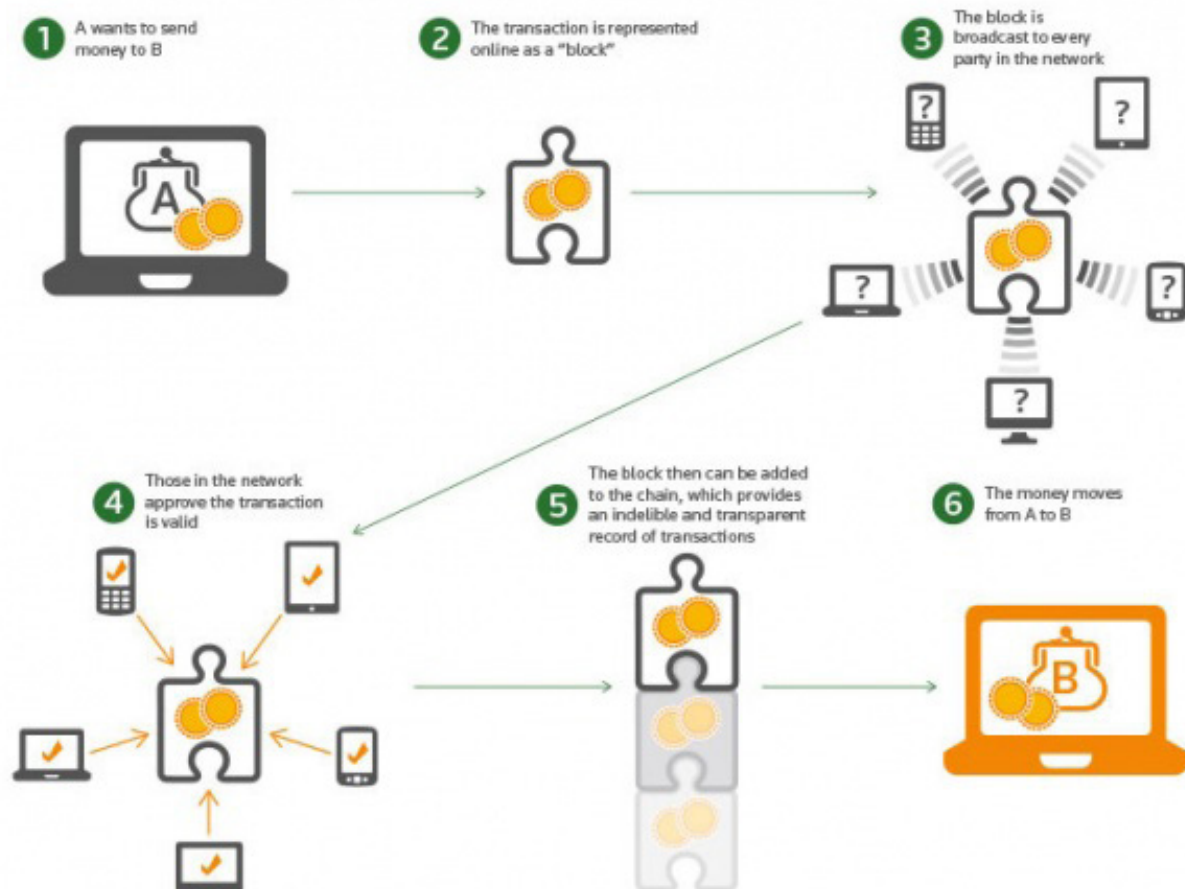 1
A wants to send
money to B
2
The transaction is represented
online as a “block”
3
The block is
broadcast to every
party in the network
A
?
?
?
?
?
4
Those in the network
approve the transaction
is valid
5
The block then can be added
to the chain, which provides
an indelible and transparent
record of transactions
6
The money moves
from A to B
B